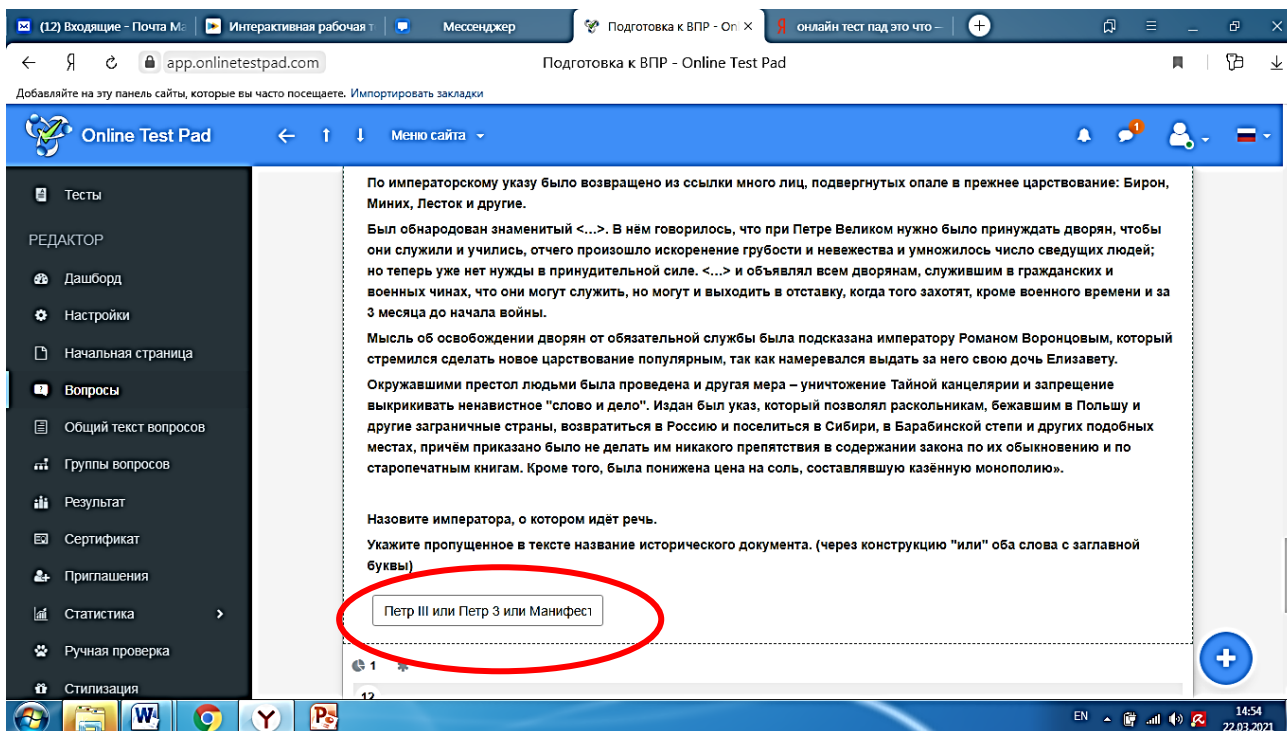 (12) Входящие - Почта Ма
Интерактивная рабочая т
Мессенджер
Подготовка к ВПР - Onl
онлайн тест пад это что –
app.onlinetestpad.com
Подготовка к ВПР - Online Test Pad
Добавляйте на эту панель сайты, которые вы часто посещаете. Импортировать закладки
Online Test Pad
Меню сайта
1
Тесты
РЕДАКТОР
Дашборд
Настройки
Начальная страница
Вопросы
Общий текст вопросов
Группы вопросов
Результат
Сертификат
Приглашения
Статистика
Ручная проверка
Стилизация
По императорскому указу было возвращено из ссылки много лиц, подвергнутых опале в прежнее царствование: Бирон,
Миних, Лесток и другие.
Был обнародован знаменитый <...>. В нём говорилось, что при Петре Великом нужно было принуждать дворян, чтобы
они служили и учились, отчего произошло искоренение грубости и невежества и умножилось число сведущих людей;
но теперь уже нет нужды в принудительной силе. <...> и объявлял всем дворянам, служившим в гражданских и
военных чинах, что они могут служить, но могут и выходить в отставку, когда того захотят, кроме военного времени и за
3 месяца до начала войны.
Мысль об освобождении дворян от обязательной службы была подсказана императору Романом Воронцовым, который
стремился сделать новое царствование популярным, так как намеревался выдать за него свою дочь Елизавету.
Окружавшими престол людьми была проведена и другая мера – уничтожение Тайной канцелярии и запрещение
выкрикивать ненавистное "слово и дело". Издан был указ, который позволял раскольникам, бежавшим в Польшу и
другие заграничные страны, возвратиться в Россию и поселиться в Сибири, в Барабинской степи и других подобных
местах, причём приказано было не делать им никакого препятствия в содержании закона по их обыкновению и по
старопечатным книгам. Кроме того, была понижена цена на соль, составлявшую казённую монополию».
Назовите императора, о котором идёт речь.
Укажите пропущенное в тексте название исторического документа. (через конструкцию "или" оба слова с заглавной
буквы)
Петр III или Петр 3 или Манифест
1
12
EN
14:54
22.03.2021